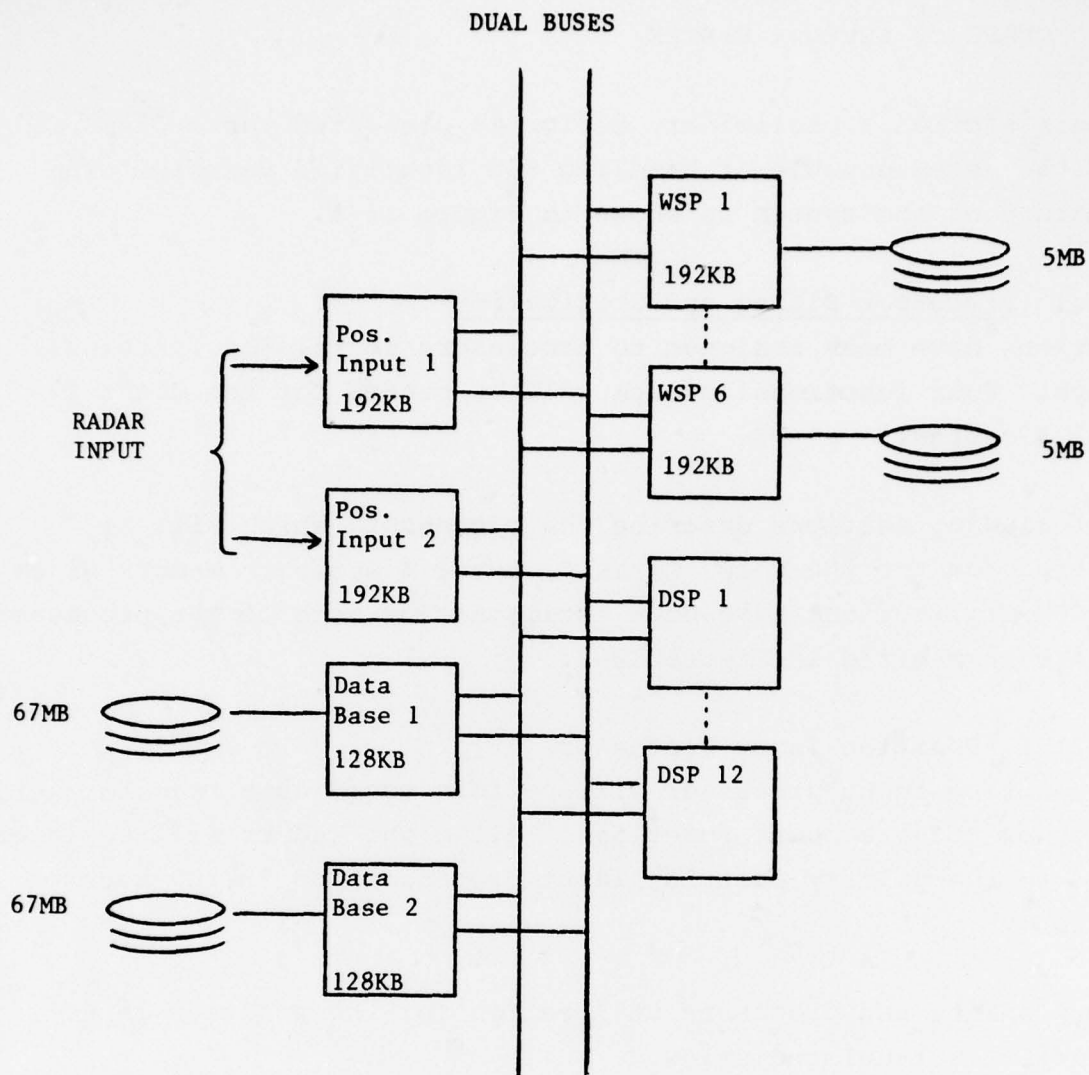 DUAL BUSES
WSP 1
192KB
5MB
Pos.
Input 1
192KB
WSP 6
192KB
5MB
RADAR
INPUT
Pos.
Input 2
192KB
DSP 1
67MB
Data
Base 1
128KB
DSP 12
67MB
Data
Base 2
128KB